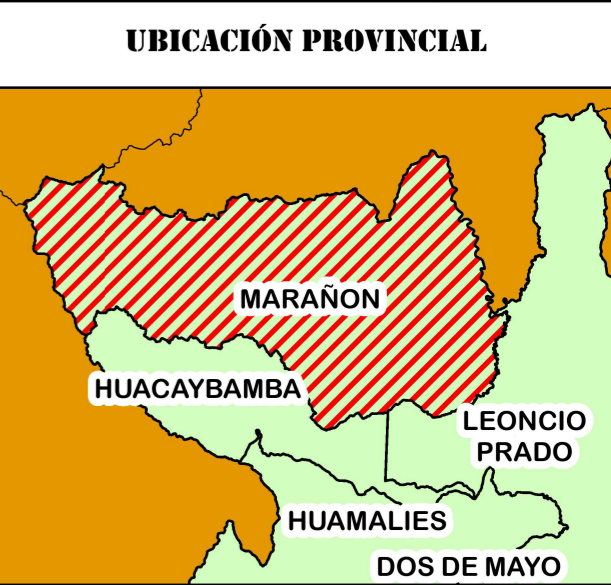 UBICACIÓN PROVINCIAL
MARAÑON
HUACAYBAMBA
LEONCIO
PRADO
HUAMALIES
DOS DE MAYO